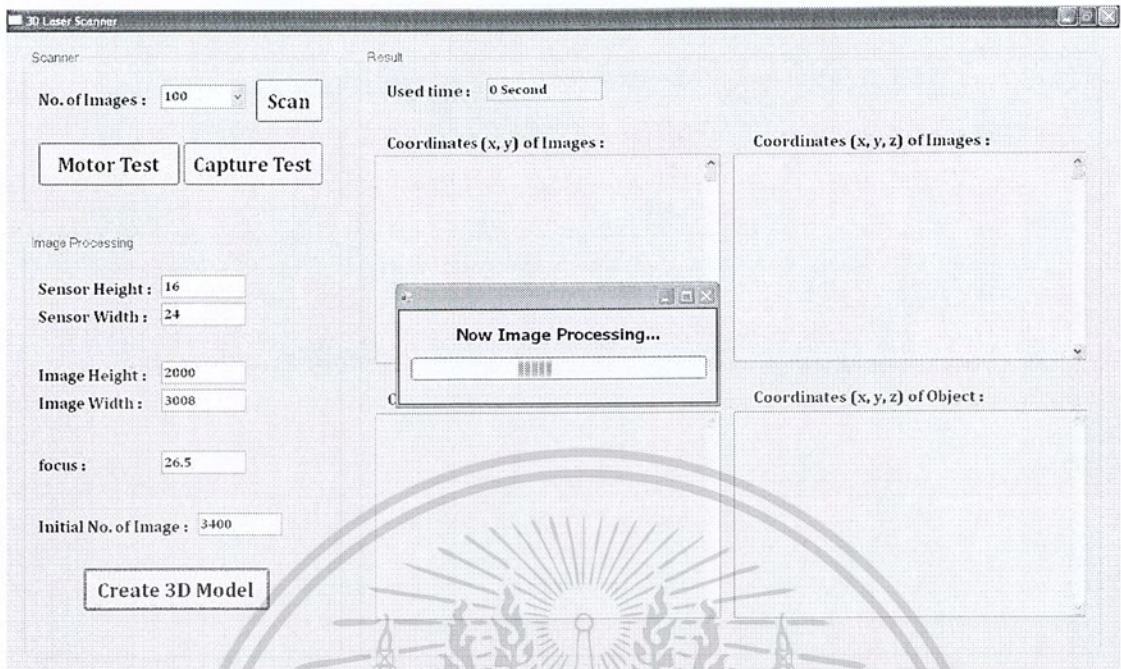 3D Laser Scanner
Scanner
No. of Images : 100
Scan
Motor Test
Capture Test
Image Processing
Sensor Height : 16
Sensor Width : 24
Image Height : 2000
Image Width : 3008
focus : 26.5
Initial No. of Image : 3400
Create 3D Model
Result
Used time : 0 Second
Coordinates (x, y) of Images :
Coordinates (x, y, z) of Images :
Now Image Processing...
C
Coordinates (x, y, z) of Object :